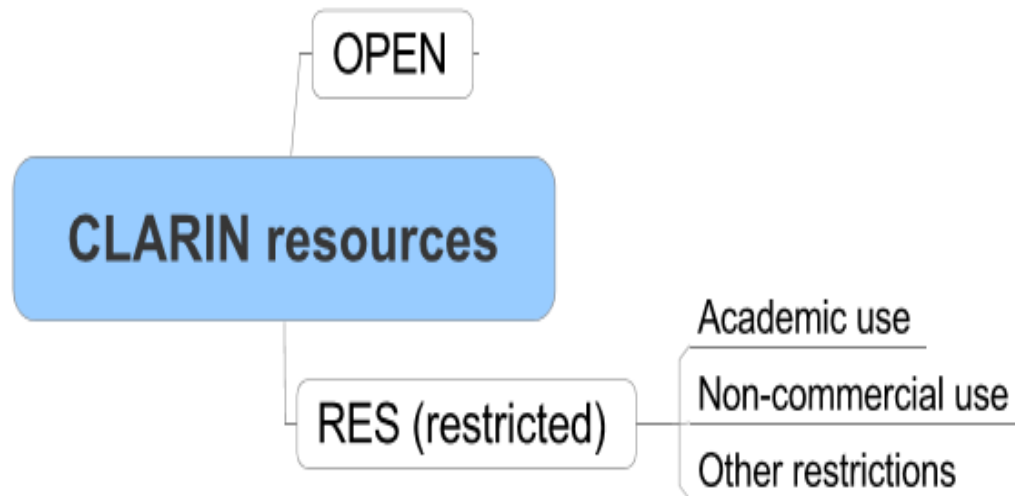 OPEN
CLARIN resources
Academic use
Non-commercial use
RES (restricted)
Other restrictions